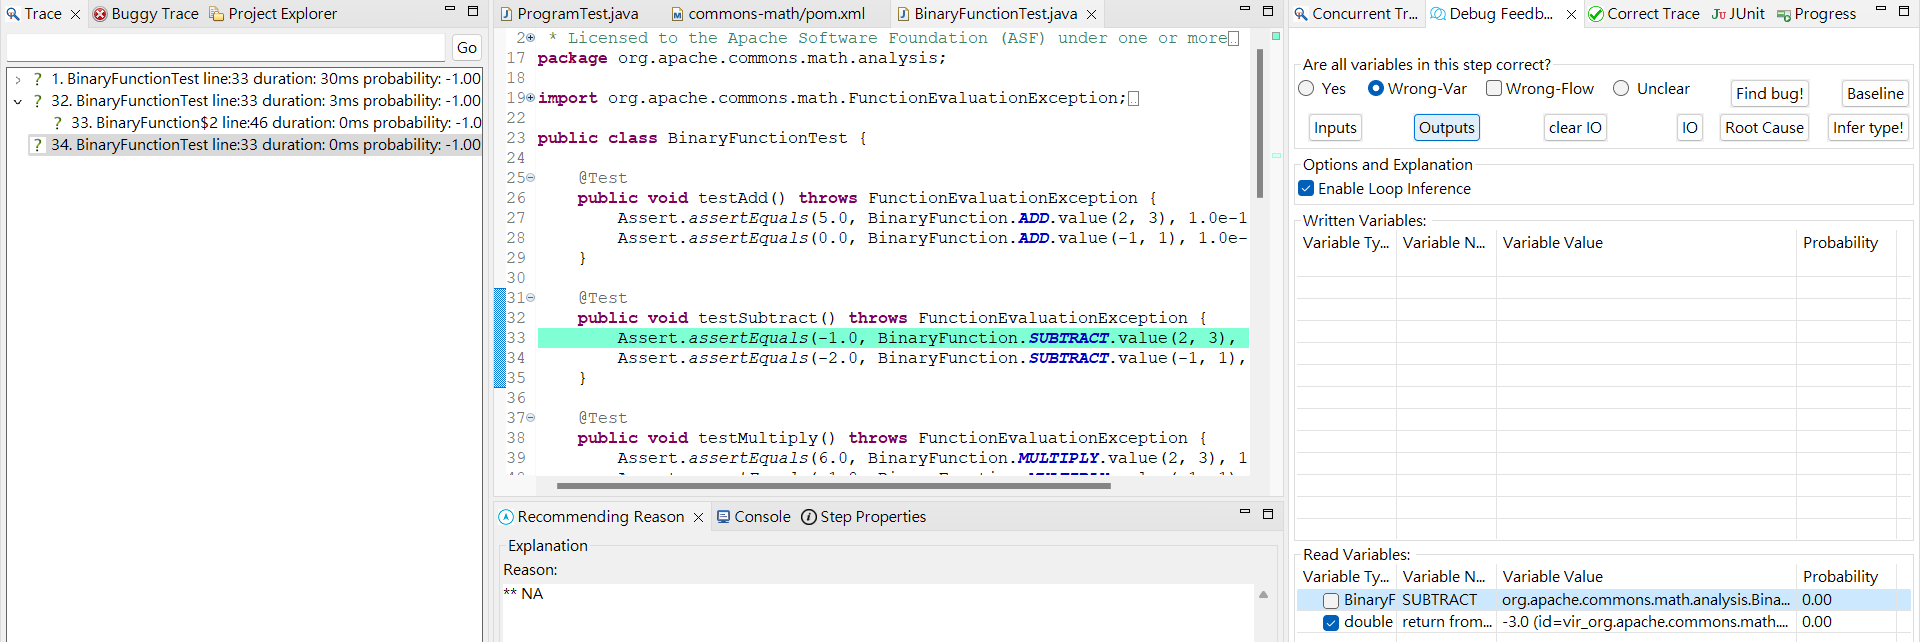 Trace
Buggy Trace
Project Explorer
Go
1. BinaryFunctionTest line:33 duration: 30ms probability: -1.00
32. BinaryFunctionTest line:33 duration: 3ms probability: -1.00
33. BinaryFunction$2 line:46 duration: 0ms probability: -1.0
34. BinaryFunctionTest line:33 duration: 0ms probability: -1.00
ProgramTest.java
commons-math/pom.xml
BinaryFunctionTest.java
2 * Licensed to the Apache Software Foundation (ASF) under one or more
17 package org.apache.commons.math.analysis;
18
19 import org.apache.commons.math.FunctionEvaluationException;
22
23 public class BinaryFunctionTest {
24
25 @Test
26 public void testAdd() throws FunctionEvaluationException {
27 Assert.assertEquals(5.0, BinaryFunction.ADD.value(2, 3), 1.0e-1
28 Assert.assertEquals(0.0, BinaryFunction.ADD.value(-1, 1), 1.0e-
29 }
30
31 @Test
32 public void testSubtract() throws FunctionEvaluationException {
33 Assert.assertEquals(-1.0, BinaryFunction.SUBTRACT.value(2, 3),
34 Assert.assertEquals(-2.0, BinaryFunction.SUBTRACT.value(-1, 1),
35 }
36
37 @Test
38 public void testMultiply() throws FunctionEvaluationException {
39 Assert.assertEquals(6.0, BinaryFunction.MULTIPLY.value(2, 3), 1
Recommending Reason
Console
Step Properties
Explanation
Reason:
** NA
Concurrent Tr...
Debug Feedb...
Correct Trace
JUnit
Progress
Are all variables in this step correct?
Yes
Wrong-Var
Wrong-Flow
Unclear
Find bug!
Baseline
Inputs
Outputs
clear IO
IO
Root Cause
Infer type!
Options and Explanation
Enable Loop Inference
Written Variables:
Variable Ty... Variable N... Variable Value Probability
Read Variables:
Variable Ty... Variable N... Variable Value Probability
BinaryF SUBTRACT org.apache.commons.math.analysis.Bina... 0.00
double return from... -3.0 (id=vir_org.apache.commons.math.... 0.00